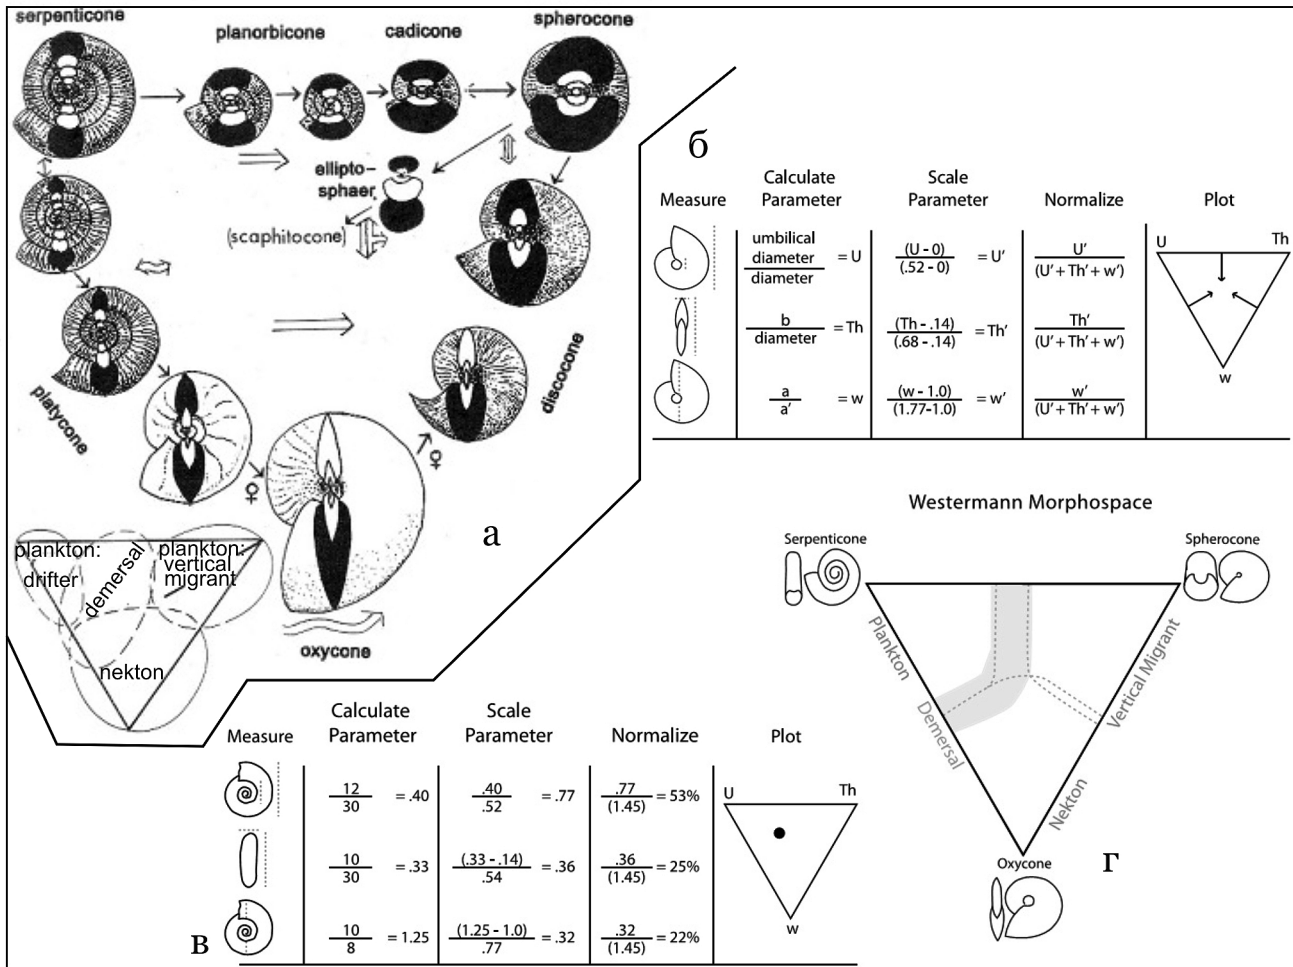 serpenticone
planorbicone
cadicone
spherocone
ellipto-
sphaer.
(scaphitocone)
platycone
discocone
♀
♀
oxycone
а
plankton:
drifter
demersal
plankton:
vertical
migrant
nekton
б
Measure
Calculate
Parameter
Scale
Parameter
Normalize
Plot
umbilical
diameter
diameter
= U
(U - 0)
(.52 - 0)
= U'
U'
(U' + Th' + w')
b
diameter
= Th
(Th - .14)
(.68 - .14)
= Th'
Th'
(U' + Th' + w')
a
a'
= w
(w - 1.0)
(1.77-1.0)
= w'
w'
(U' + Th' + w')
U
Th
w
в
Measure
Calculate
Parameter
Scale
Parameter
Normalize
Plot
12
30
= .40
.40
.52
= .77
.77
(1.45)
= 53%
10
30
= .33
(.33 - .14)
.54
= .36
.36
(1.45)
= 25%
10
8
= 1.25
(1.25 - 1.0)
.77
= .32
.32
(1.45)
= 22%
U
Th
w
Westermann Morphospace
Serpenticone
Spherocone
Plankton
Vertical Migrant
Demersal
Nekton
Oxycone
г